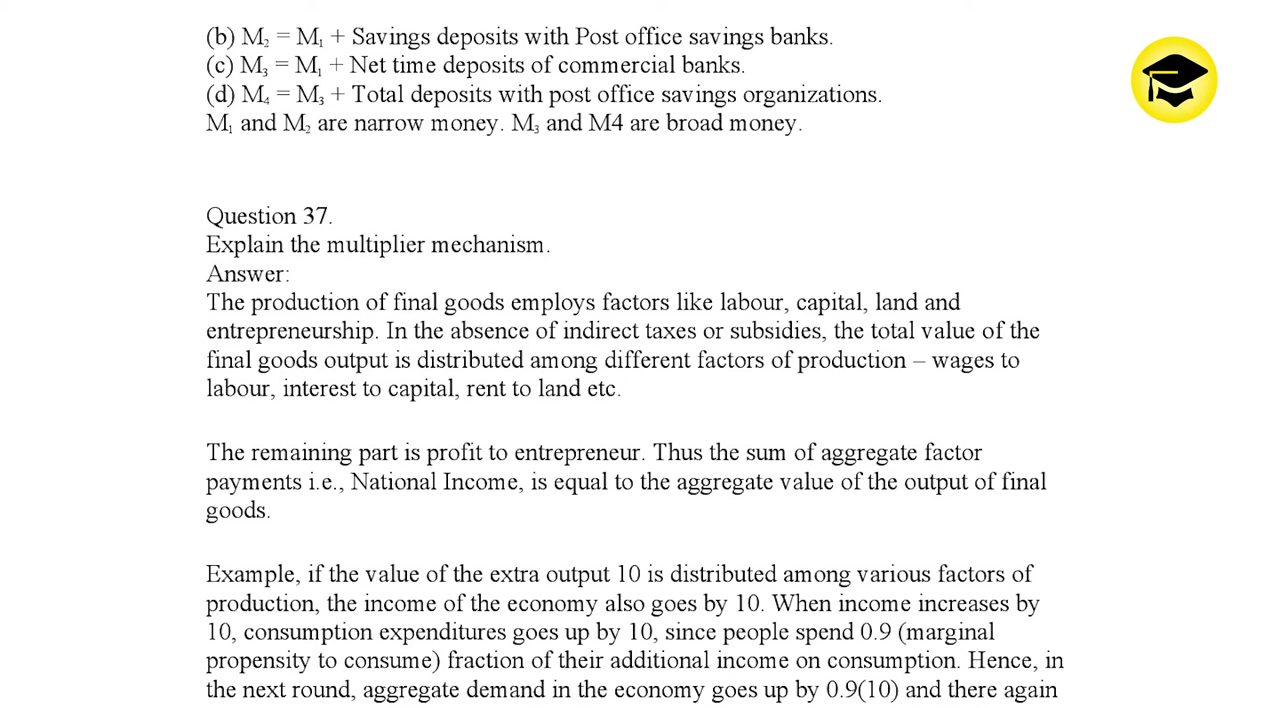 (b) M₂ = M₁ + Savings deposits with Post office savings banks.
(c) M₃ = M₁ + Net time deposits of commercial banks.
(d) M₄ = M₃ + Total deposits with post office savings organizations.
M₁ and M₂ are narrow money. M₃ and M4 are broad money.
Question 37.
Explain the multiplier mechanism.
Answer:
The production of final goods employs factors like labour, capital, land and
entrepreneurship. In the absence of indirect taxes or subsidies, the total value of the
final goods output is distributed among different factors of production – wages to
labour, interest to capital, rent to land etc.
The remaining part is profit to entrepreneur. Thus the sum of aggregate factor
payments i.e., National Income, is equal to the aggregate value of the output of final
goods.
Example, if the value of the extra output 10 is distributed among various factors of
production, the income of the economy also goes by 10. When income increases by
10, consumption expenditures goes up by 10, since people spend 0.9 (marginal
propensity to consume) fraction of their additional income on consumption. Hence, in
the next round, aggregate demand in the economy goes up by 0.9(10) and there again